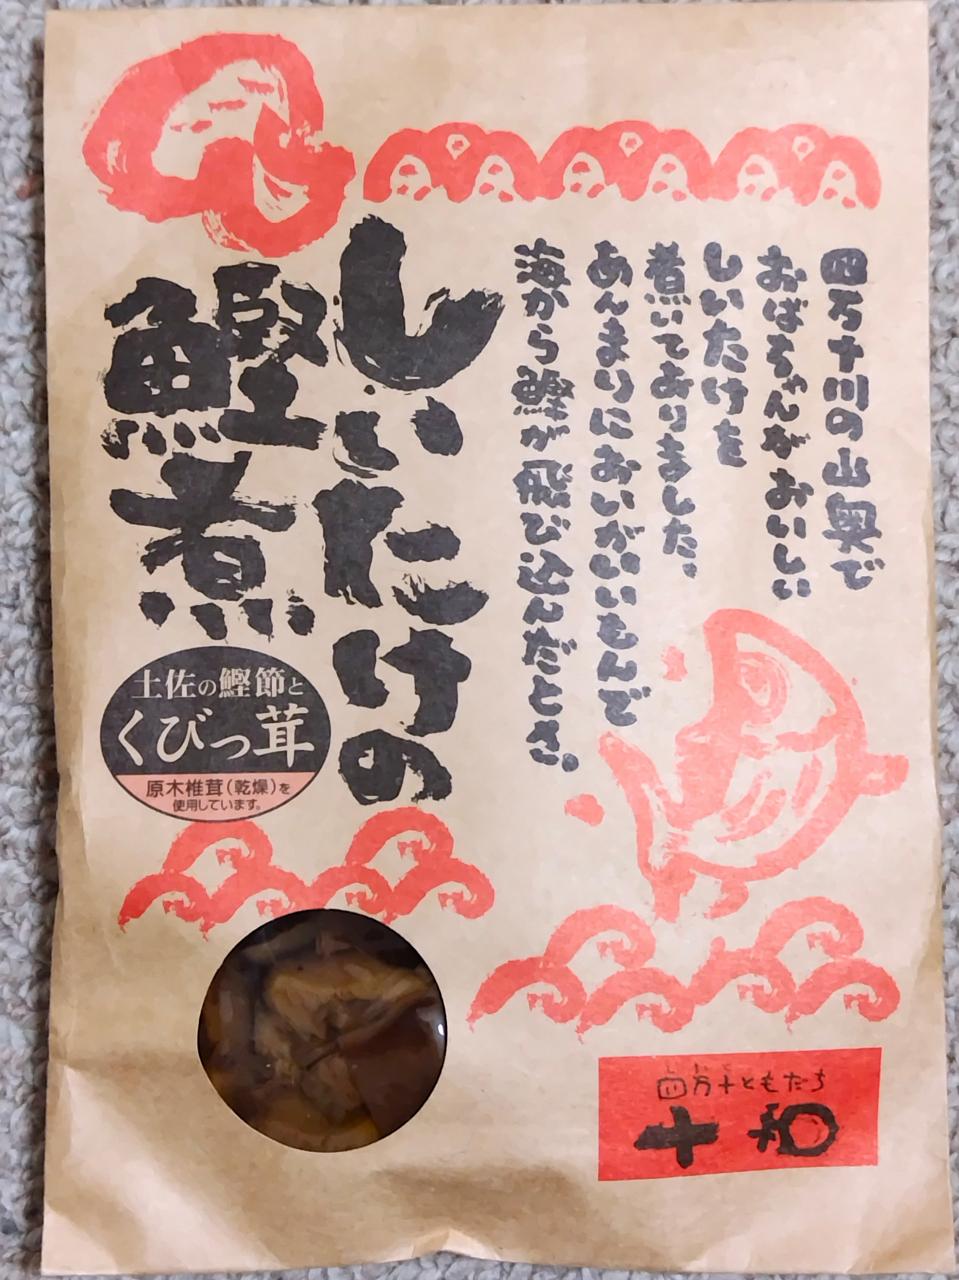 四万十川の山奥で
おばちゃんがおいしい
しいたけを
煮いてありました。
あんまりにおいがいいもんで
海から鰹が飛び込んだとさ。
しいたけの
鰹煮
土佐の鰹節と
くびっ茸
原木椎茸(乾燥)を
使用しています。
四万十ともだち